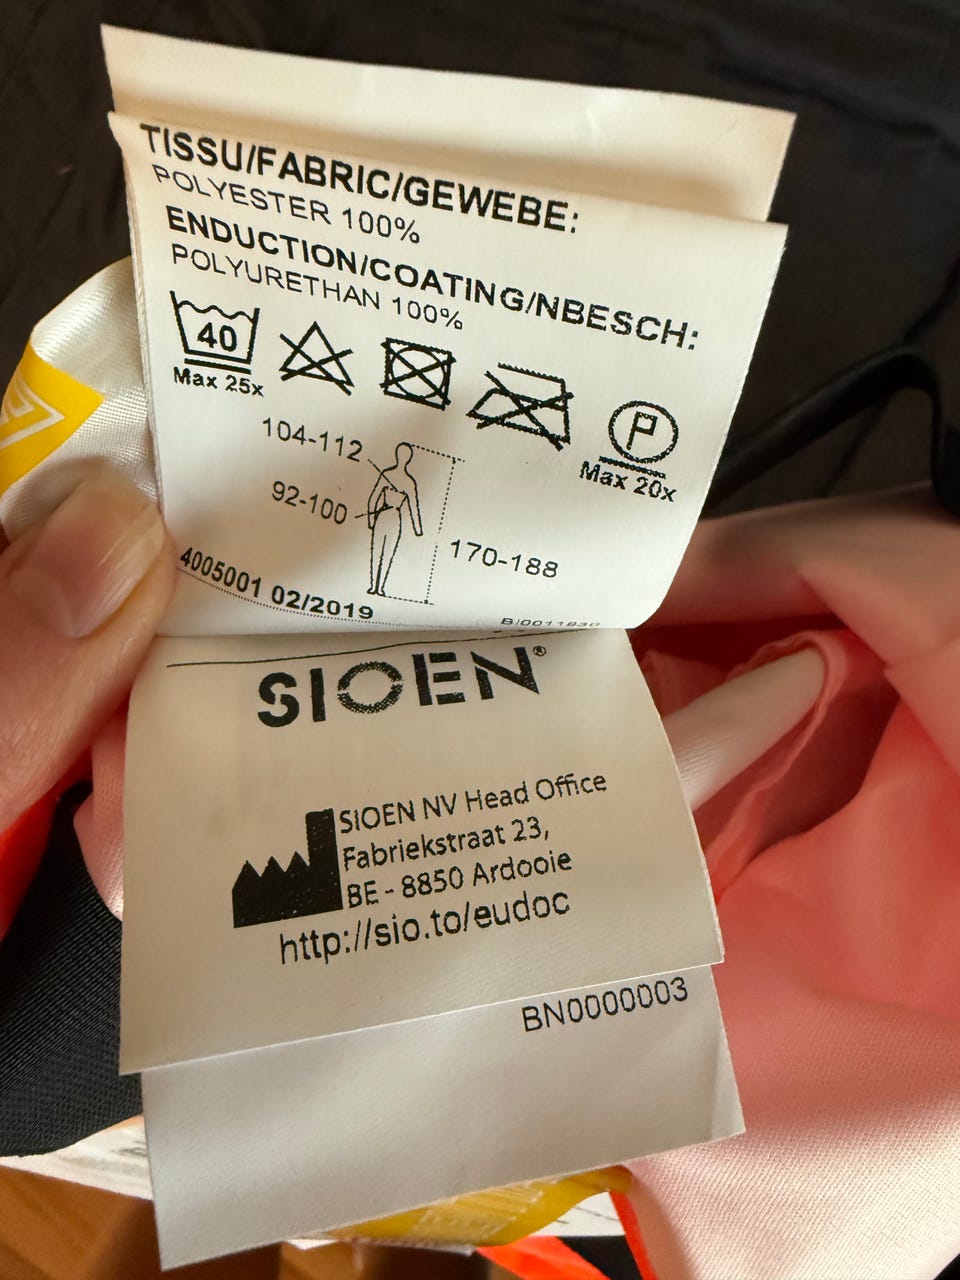 TISSU/FABRIC/GEWEBE:
POLYESTER 100%
ENDUCTION/COATING/NBESCH:
POLYURETHAN 100%
40
Max 25x
P
Max 20x
104-112
92-100
170-188
4005001 02/2019
SIOEN®
SIOEN NV Head Office
Fabriekstraat 23,
BE - 8850 Ardooie
http://sio.to/eudoc
BN0000003